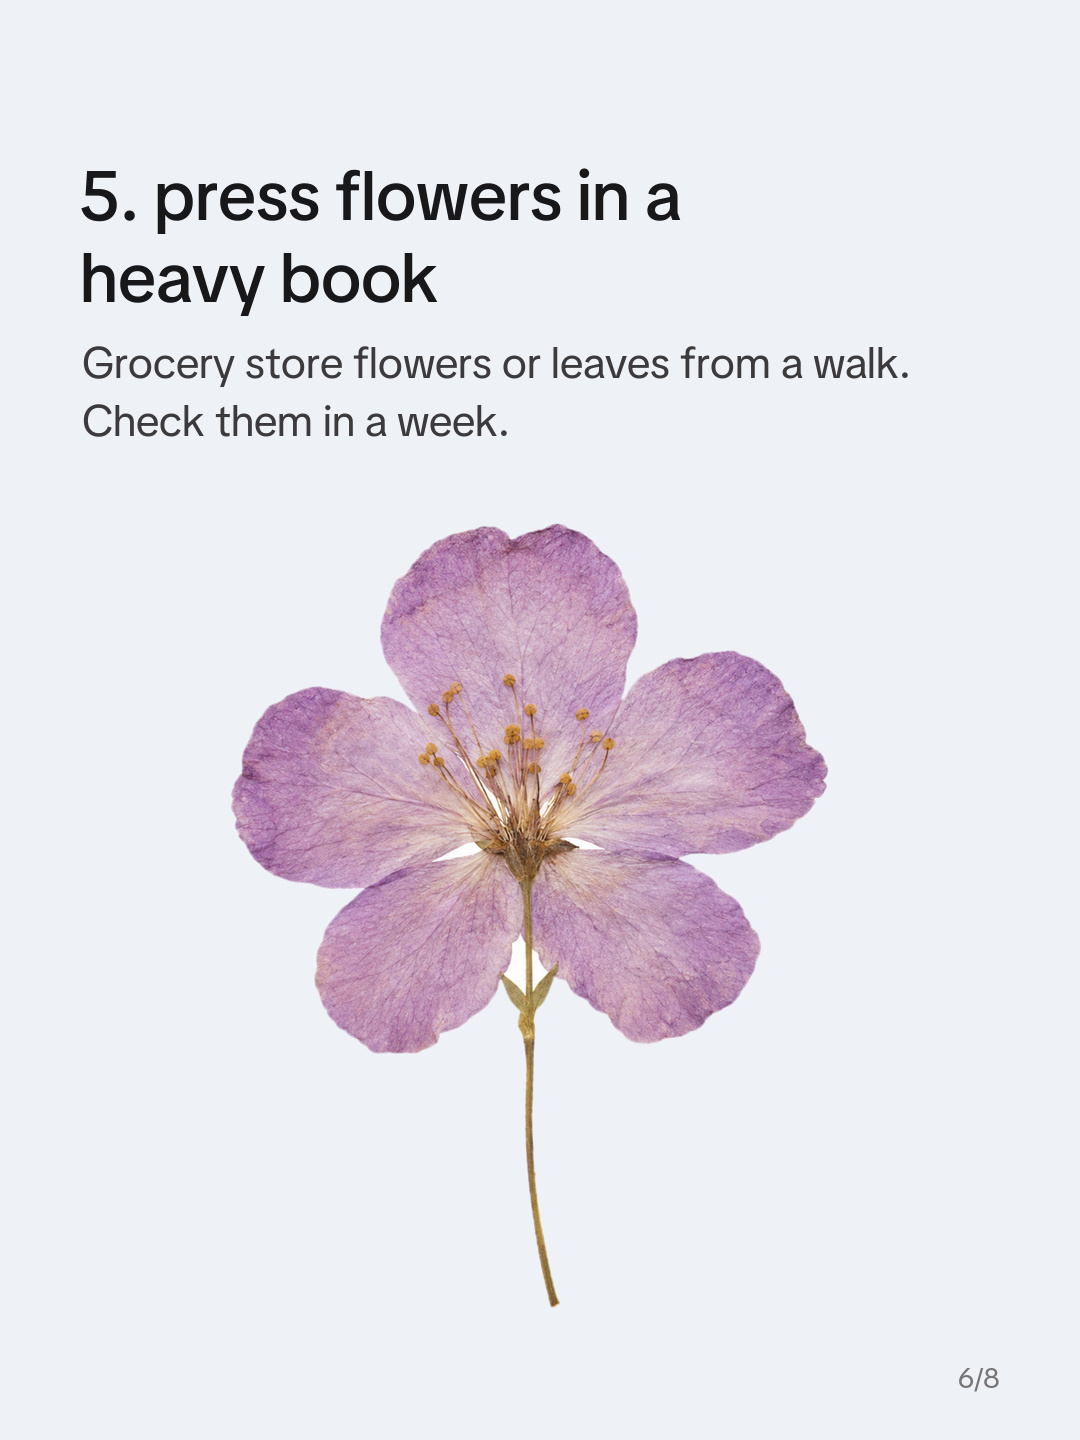 5. press flowers in a
heavy book
Grocery store flowers or leaves from a walk.
Check them in a week.
6/8